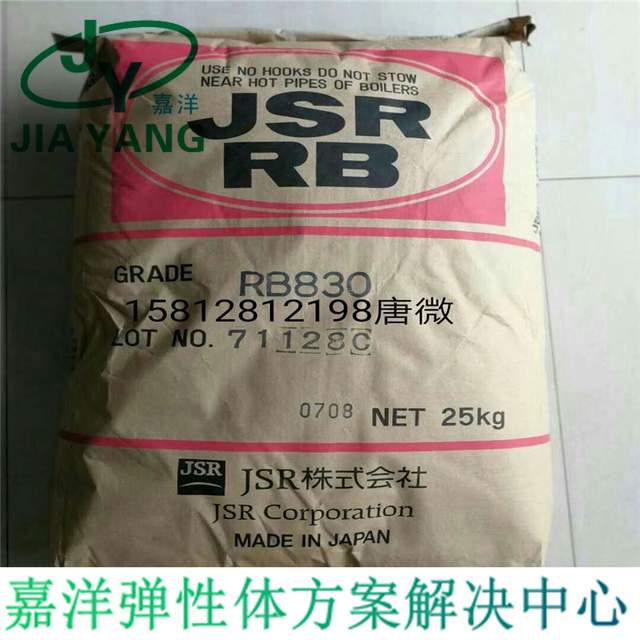 JY
嘉洋
JIA YANG
USE NO HOOKS DO NOT STOW
NEAR HOT PIPES OF BOILERS
JSR
RB
GRADE RB830
15812812198唐微
LOT NO. 71128C
0708 NET 25kg
JSR JSR株式会社
JSR Corporation
MADE IN JAPAN
嘉洋弹性体方案解决中心